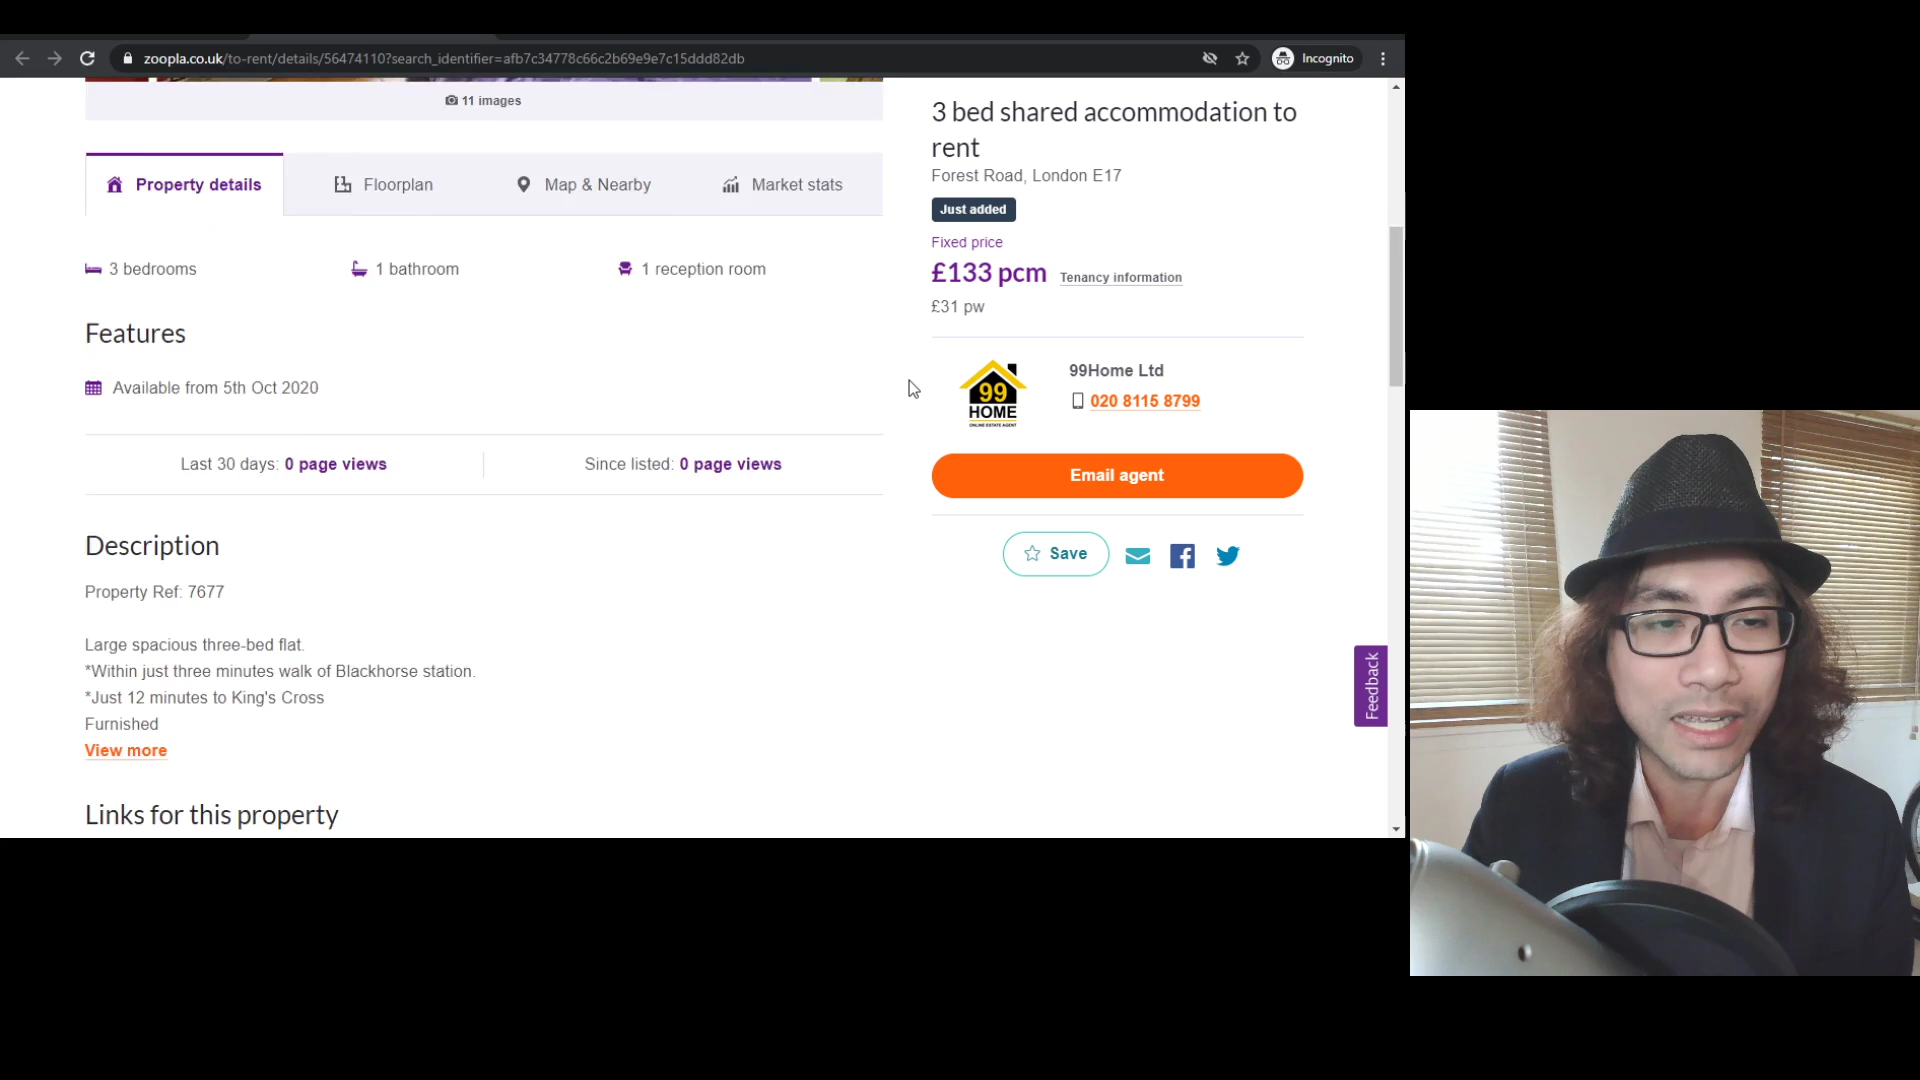 zoopla.co.uk/to-rent/details/56474110?search_identifier=afb7c34778c66c2b69e9e7c15ddd82db
Incognito
11 images
Property details
Floorplan
Map & Nearby
Market stats
3 bedrooms
1 bathroom
1 reception room
Features
Available from 5th Oct 2020
Last 30 days: 0 page views
Since listed: 0 page views
Description
Property Ref: 7677
Large spacious three-bed flat.
*Within just three minutes walk of Blackhorse station.
*Just 12 minutes to King's Cross
Furnished
View more
Links for this property
3 bed shared accommodation to
rent
Forest Road, London E17
Just added
Fixed price
£133 pcm Tenancy information
£31 pw
99
HOME
ONLINE ESTATE AGENT
99Home Ltd
020 8115 8799
Email agent
Save
Feedback